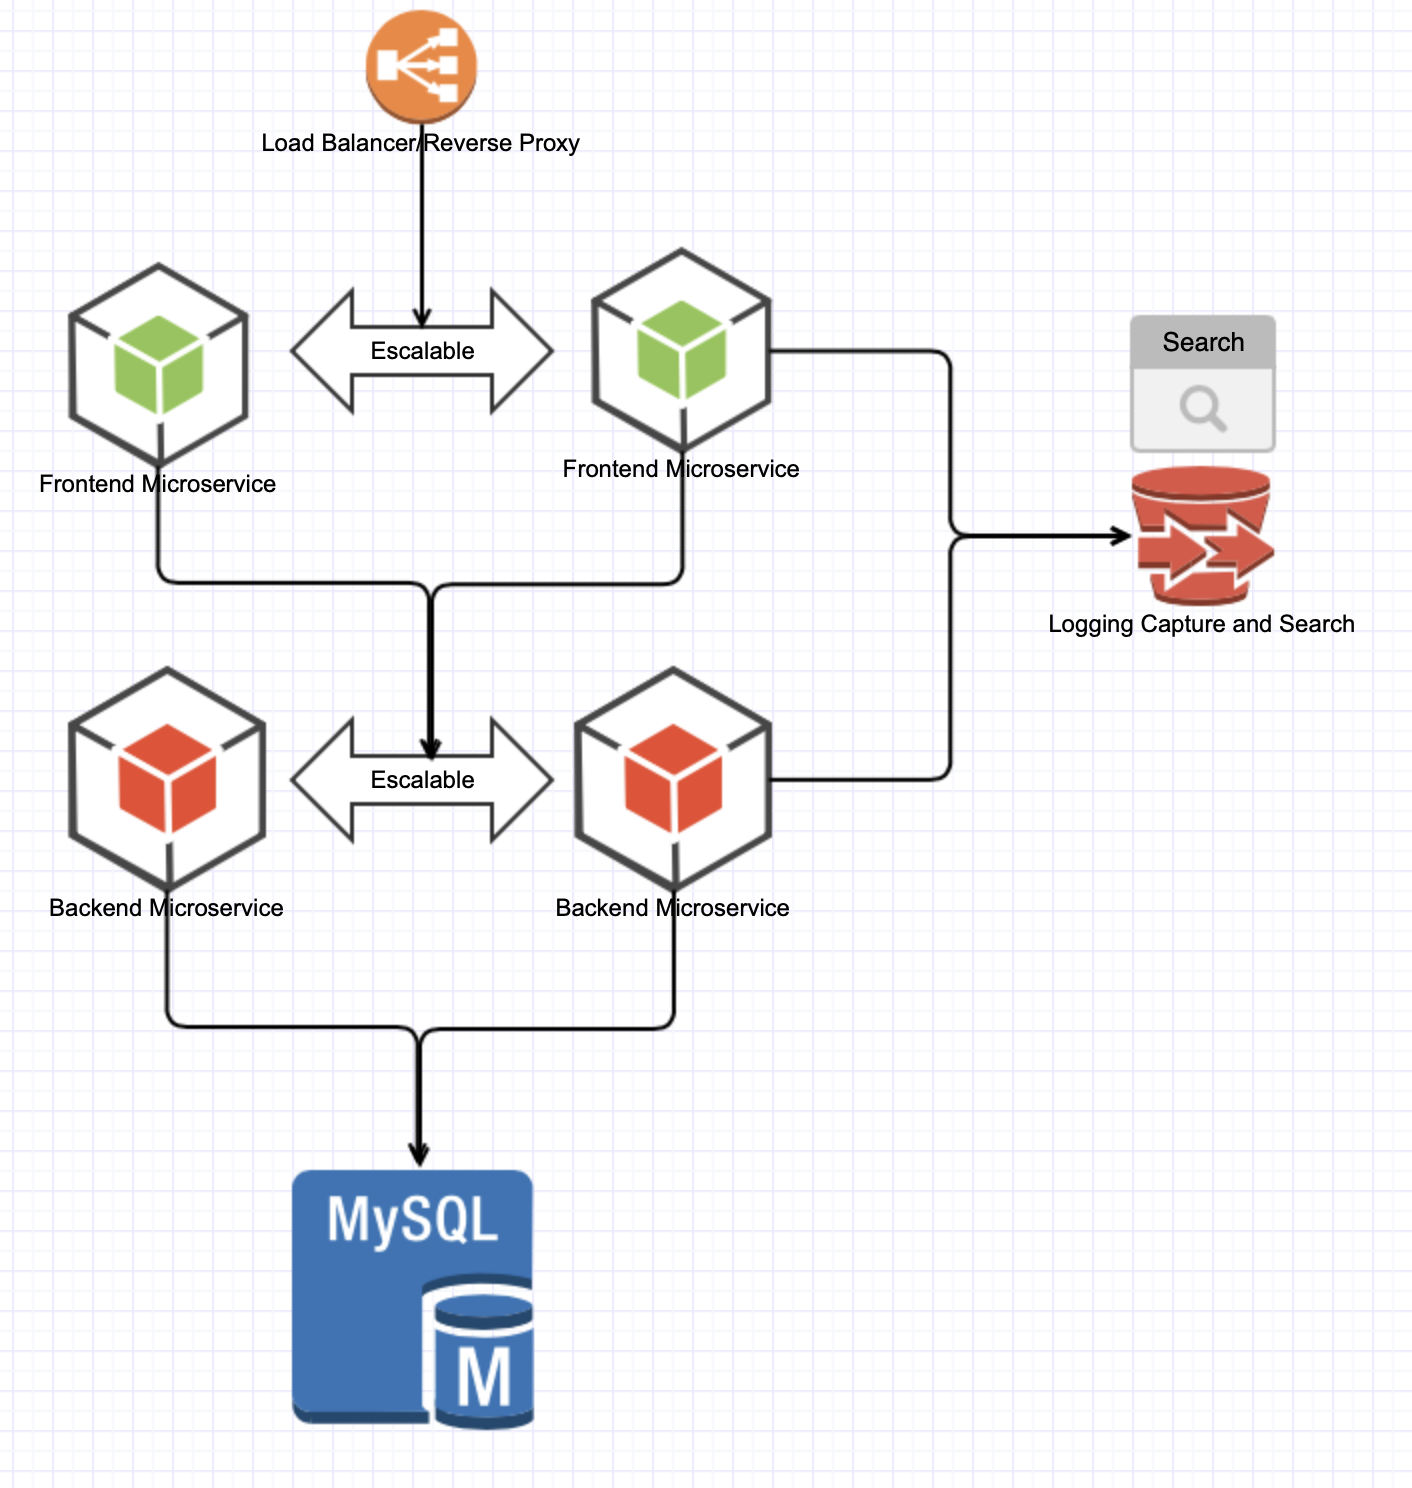 Load Balancer/Reverse Proxy
Escalable
Search
Frontend Microservice
Frontend Microservice
Logging Capture and Search
Escalable
Backend Microservice
Backend Microservice
MySQL
M